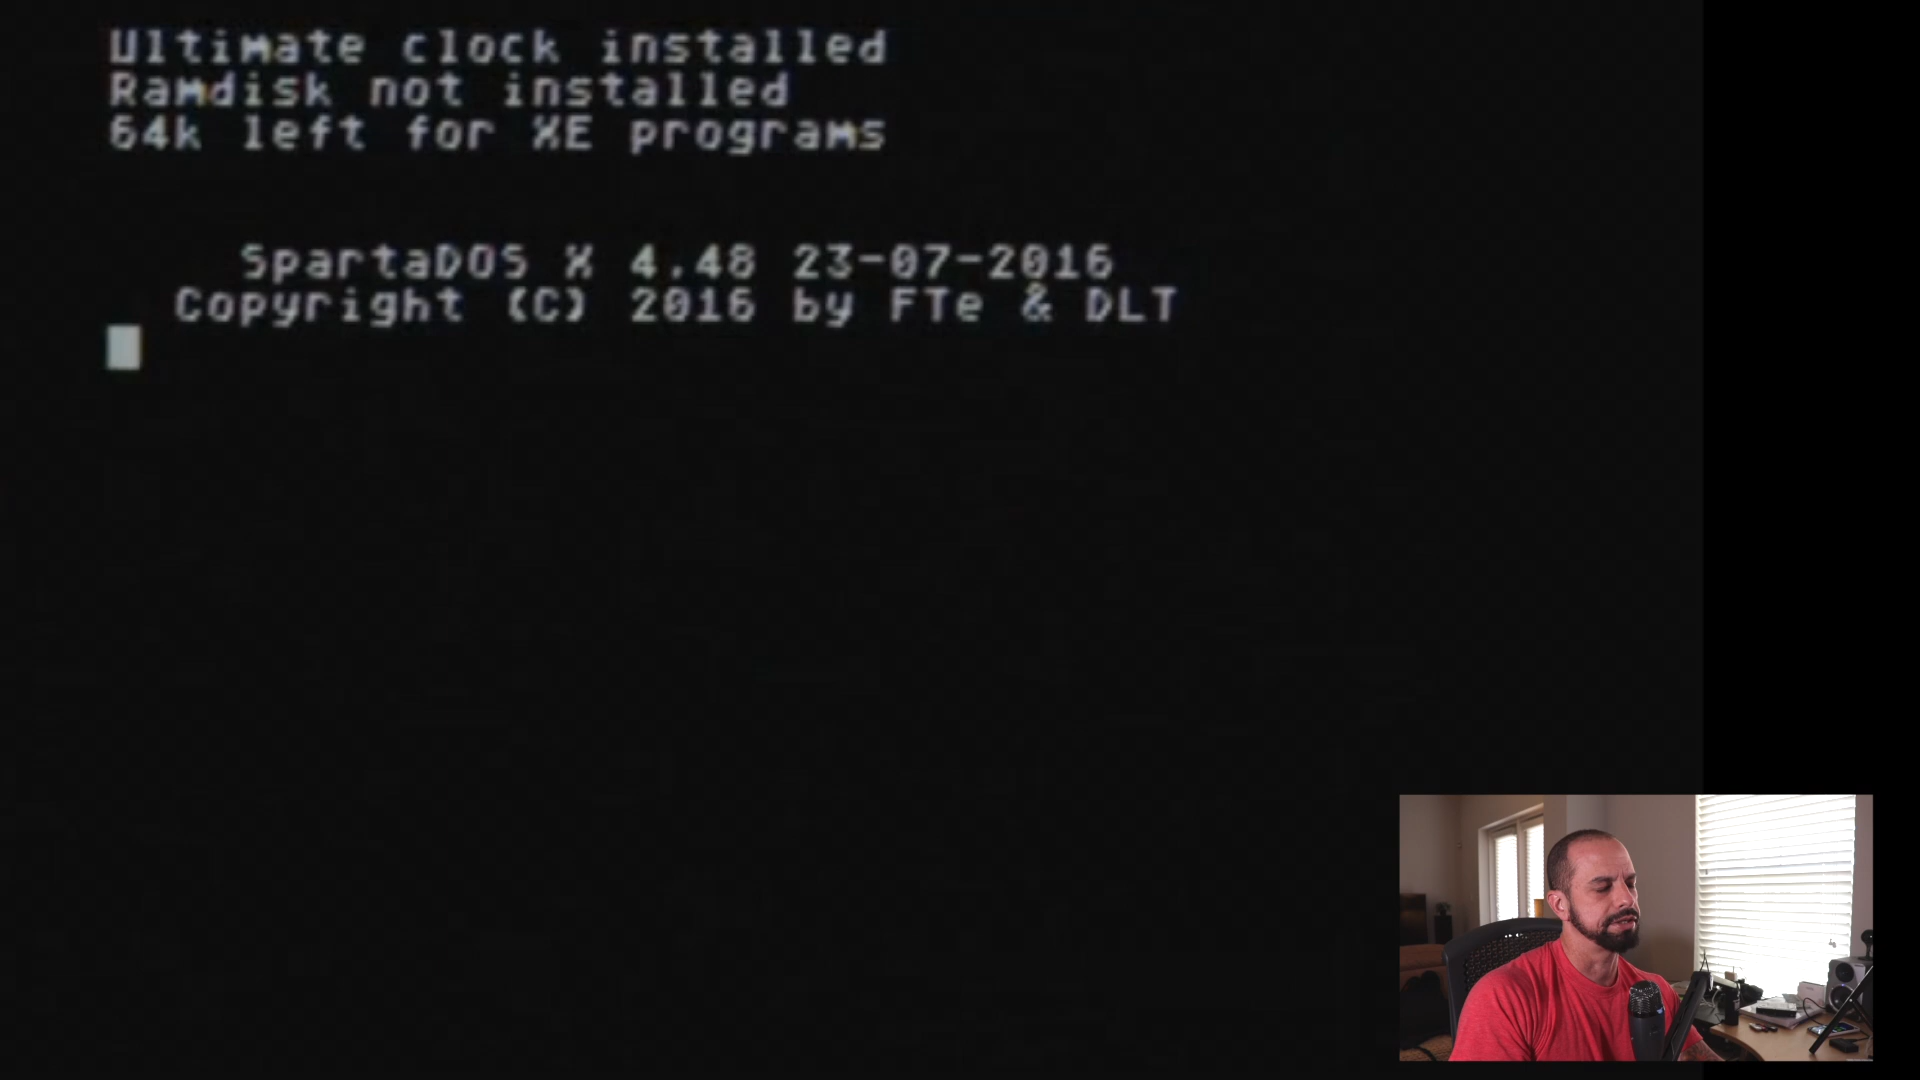 Ultimate clock installed
Ramdisk not installed
64k left for XE programs
SpartaDOS X 4.48 23-07-2016
Copyright (C) 2016 by FTe & DLT